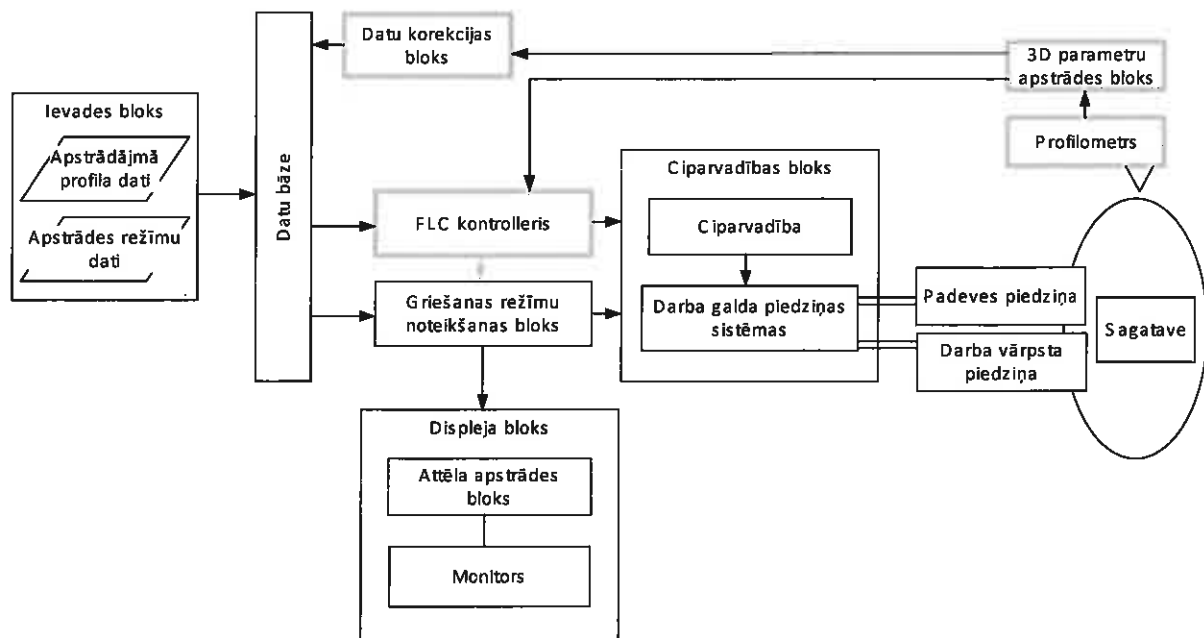 Datu korekcijas
bloks
3D parametru
apstrādes bloks
Ievades bloks
Apstrādājmā
profila dati
Apstrādes režīmu
dati
Datu bāze
Profilometrs
FLC kontrolleris
Griešanas režīmu
noteikšanas bloks
Ciparvadības bloks
Ciparvadība
Darba galda piedziņas
sistēmas
Padeves piedziņa
Darba vārpsta
piedziņa
Sagatave
Displeja bloks
Attēla apstrādes
bloks
Monitors